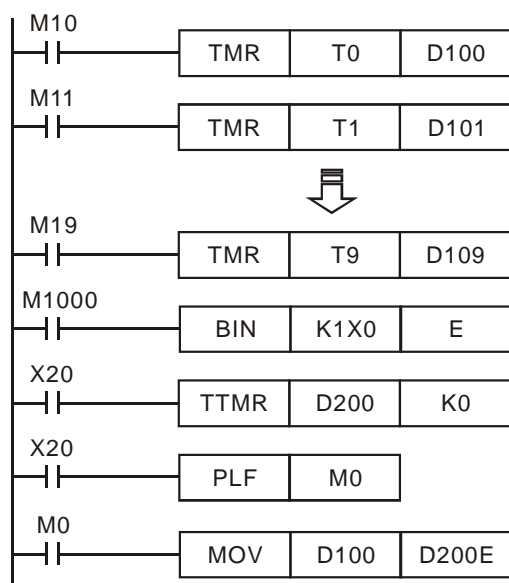 M10
TMR T0 D100
M11
TMR T1 D101
M19
TMR T9 D109
M1000
BIN K1X0 E
X20
TTMR D200 K0
X20
PLF M0
M0
MOV D100 D200E